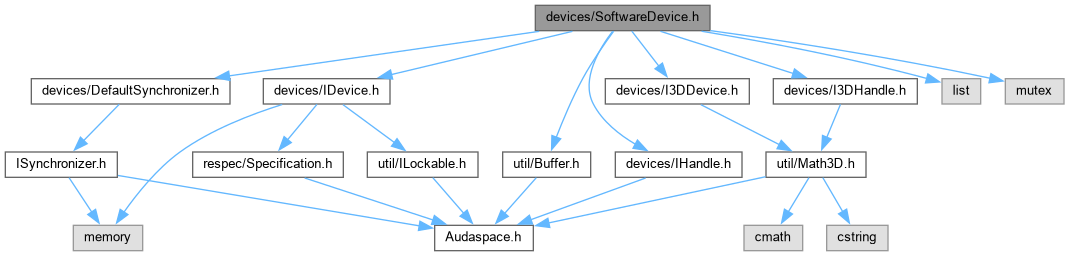 devices/SoftwareDevice.h
devices/DefaultSynchronizer.h
devices/IDevice.h
devices/I3DDevice.h
devices/I3DHandle.h
list
mutex
ISynchronizer.h
respec/Specification.h
util/ILockable.h
util/Buffer.h
devices/IHandle.h
util/Math3D.h
memory
Audaspace.h
cmath
cstring